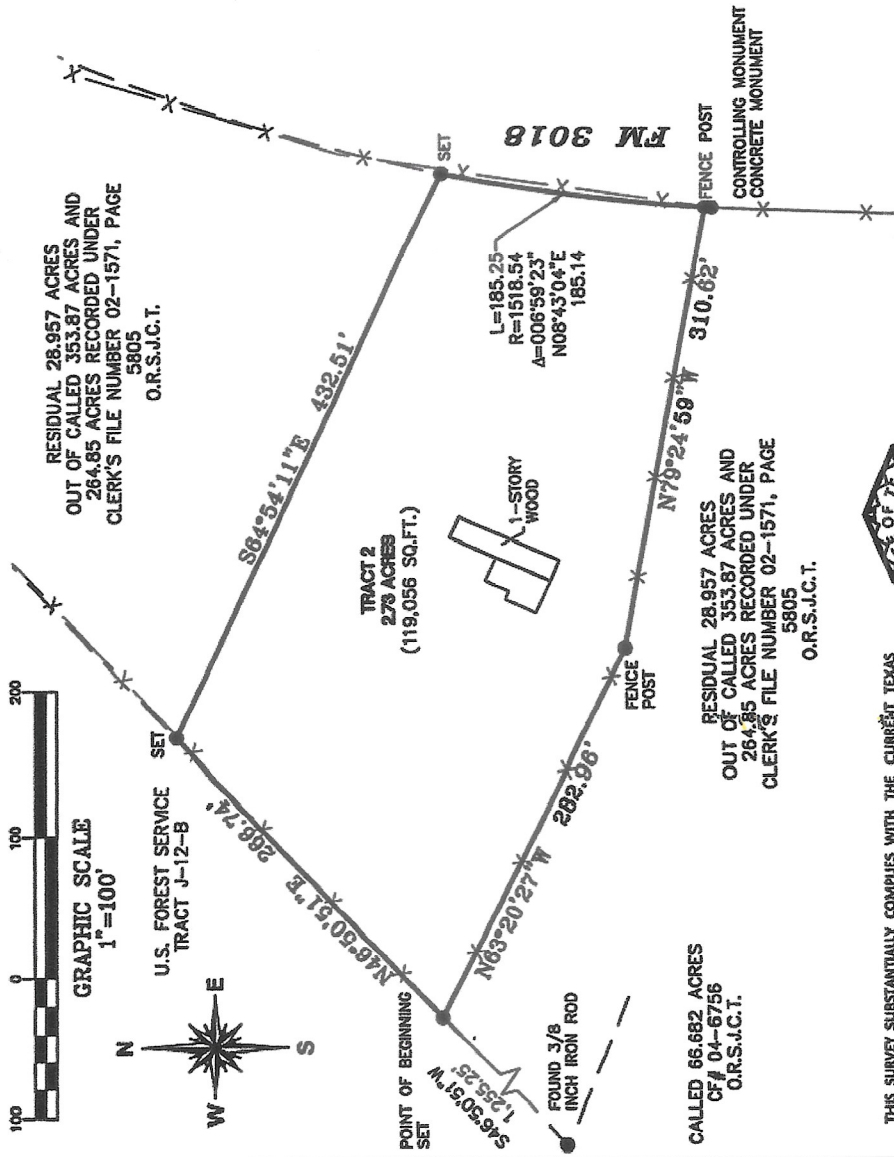 100
0
100
200
GRAPHIC SCALE
1"=100'
N
W
E
S
U.S. FOREST SERVICE
TRACT J-12-B
RESIDUAL 28.957 ACRES
OUT OF CALLED 353.87 ACRES AND
264.85 ACRES RECORDED UNDER
CLERK'S FILE NUMBER 02-1571, PAGE
5805
O.R.S.J.C.T.
SET
S64°54'11"E 432.51'
SET
FM 3018
N46°50'51"E 266.74'
POINT OF BEGINNING
SET
TRACT 2
2.73 ACRES
(119,056 SQ.FT.)
1-STORY
WOOD
L=185.25
R=1518.54
Δ=006°59'23"
N08°43'04"E
185.14
FENCE POST
CONTROLLING MONUMENT
CONCRETE MONUMENT
N79°24'59"W 310.62'
FENCE
POST
N63°20'27"W 282.96'
S46°50'51"W
1,255.25'
FOUND 3/8
INCH IRON ROD
CALLED 66.682 ACRES
CF# 04-6756
O.R.S.J.C.T.
RESIDUAL 28.957 ACRES
OUT OF CALLED 353.87 ACRES AND
264.85 ACRES RECORDED UNDER
CLERK'S FILE NUMBER 02-1571, PAGE
5805
O.R.S.J.C.T.
OF
THIS SURVEY SUBSTANTIALLY COMPLIES WITH THE CURRENT TEXAS